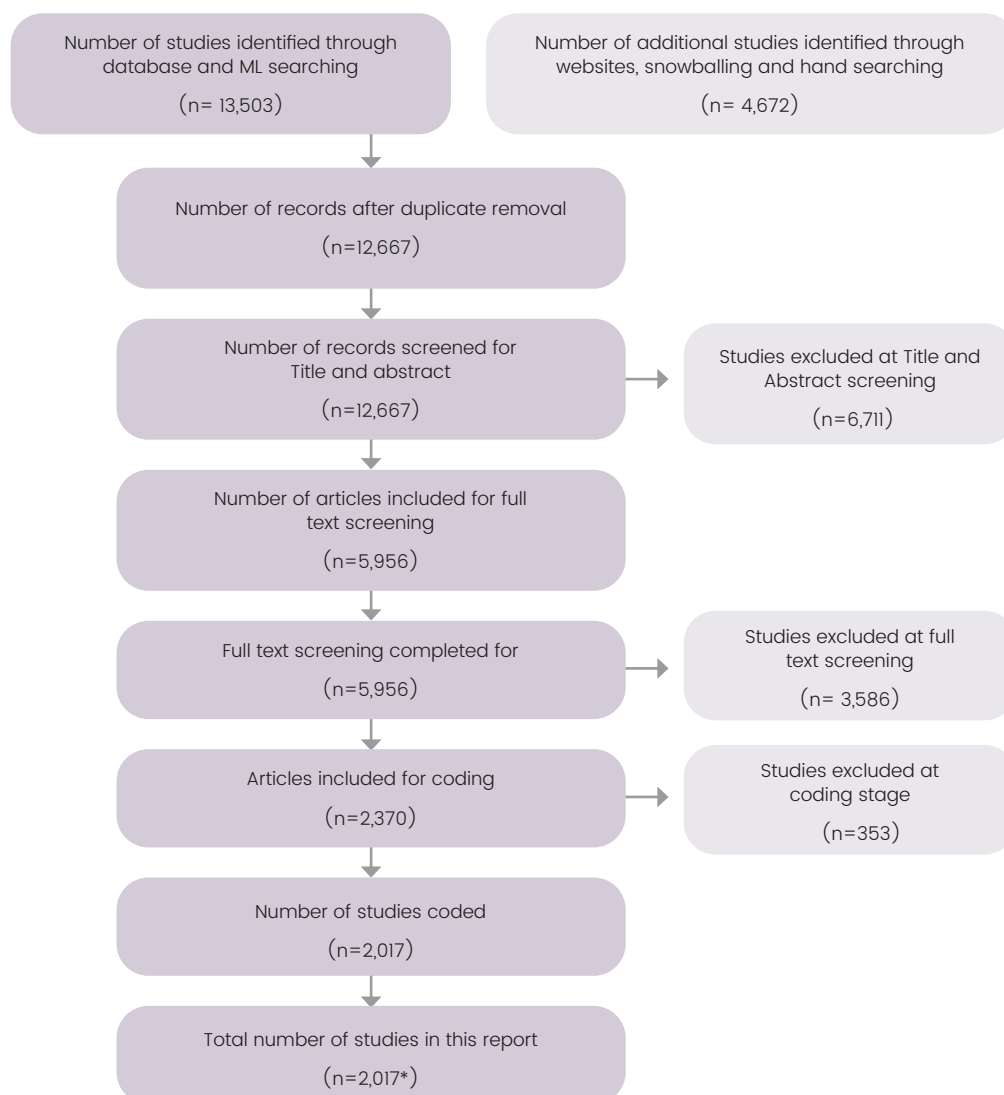 Number of studies identified through
database and ML searching
(n= 13,503)
Number of additional studies identified through
websites, snowballing and hand searching
(n= 4,672)
Number of records after duplicate removal
(n=12,667)
Number of records screened for
Title and abstract
(n=12,667)
Studies excluded at Title and
Abstract screening
(n=6,711)
Number of articles included for full
text screening
(n=5,956)
Full text screening completed for
(n=5,956)
Studies excluded at full
text screening
(n= 3,586)
Articles included for coding
(n=2,370)
Studies excluded at
coding stage
(n=353)
Number of studies coded
(n=2,017)
Total number of studies in this report
(n=2,017*)